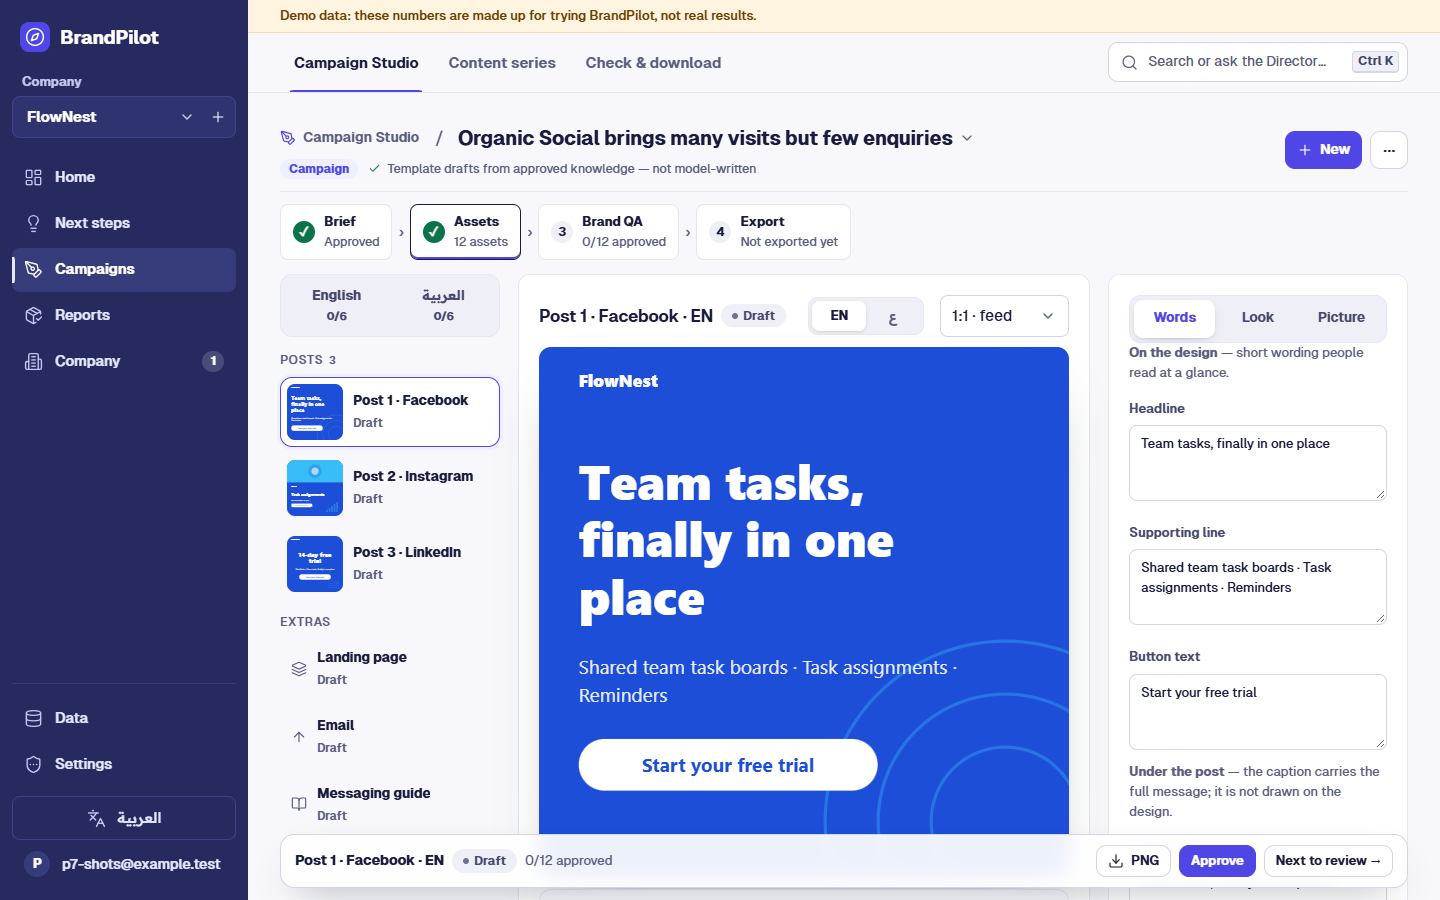 Demo data: these numbers are made up for trying BrandPilot, not real results.
BrandPilot
Company
FlowNest
Home
Next steps
Campaigns
Reports
Company 1
Data
Settings
العربية
P p7-shots@example.test
Campaign Studio Content series Check & download
Search or ask the Director... Ctrl K
Campaign Studio / Organic Social brings many visits but few enquiries
Campaign Template drafts from approved knowledge — not model-written
+ New ...
Brief
Approved
›
Assets
12 assets
›
3 Brand QA
0/12 approved
›
4 Export
Not exported yet
English العربية
0/6 0/6
POSTS 3
Post 1 · Facebook
Draft
Post 2 · Instagram
Draft
Post 3 · LinkedIn
Draft
EXTRAS
Landing page
Draft
Email
Draft
Messaging guide
Draft
Post 1 · Facebook · EN • Draft EN ع 1:1 · feed
FlowNest
Team tasks,
finally in one
place
Shared team task boards · Task assignments ·
Reminders
Start your free trial
Words Look Picture
On the design — short wording people
read at a glance.
Headline
Team tasks, finally in one place
Supporting line
Shared team task boards · Task
assignments · Reminders
Button text
Start your free trial
Under the post — the caption carries the
full message; it is not drawn on the
design.
Post 1 · Facebook · EN • Draft 0/12 approved
PNG Approve Next to review →